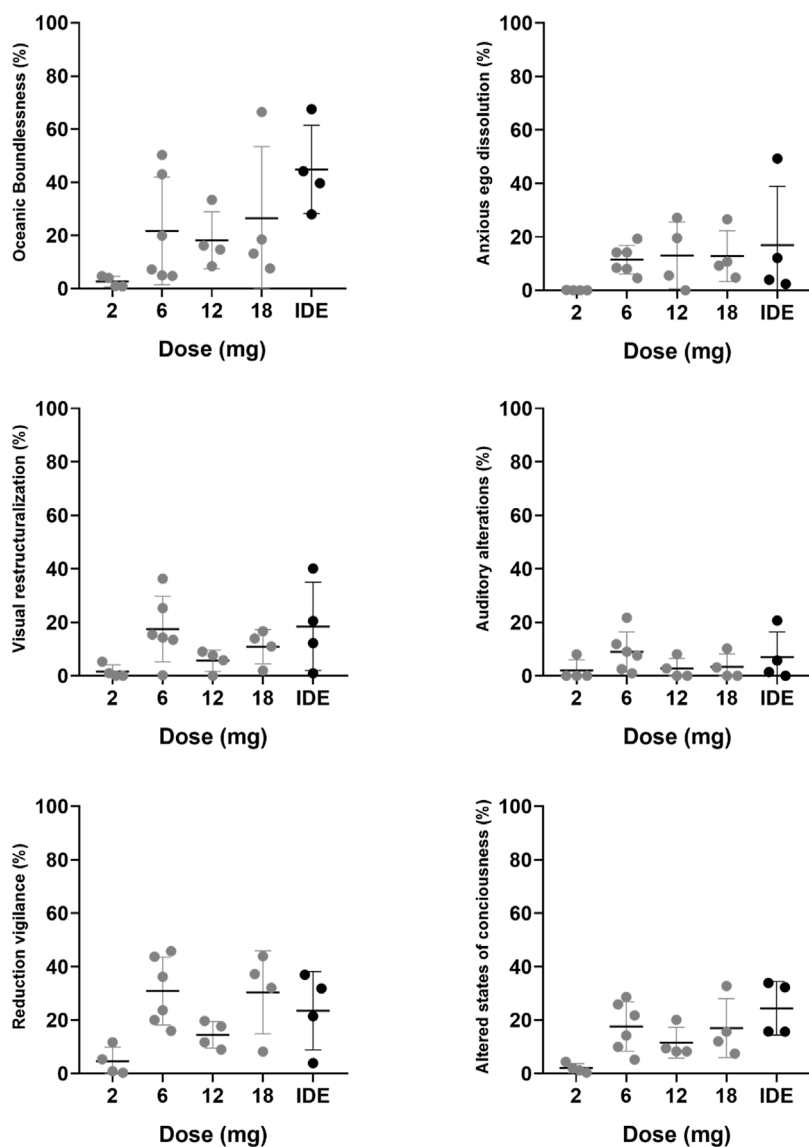 Oceanic Boundlessness (%)
100
80
60
40
20
0
2 6 12 18 IDE
Dose (mg)
Anxious ego dissolution (%)
100
80
60
40
20
0
2 6 12 18 IDE
Dose (mg)
Visual restructuralization (%)
100
80
60
40
20
0
2 6 12 18 IDE
Dose (mg)
Auditory alterations (%)
100
80
60
40
20
0
2 6 12 18 IDE
Dose (mg)
Reduction vigilance (%)
100
80
60
40
20
0
2 6 12 18 IDE
Dose (mg)
Altered states of conciousness (%)
100
80
60
40
20
0
2 6 12 18 IDE
Dose (mg)